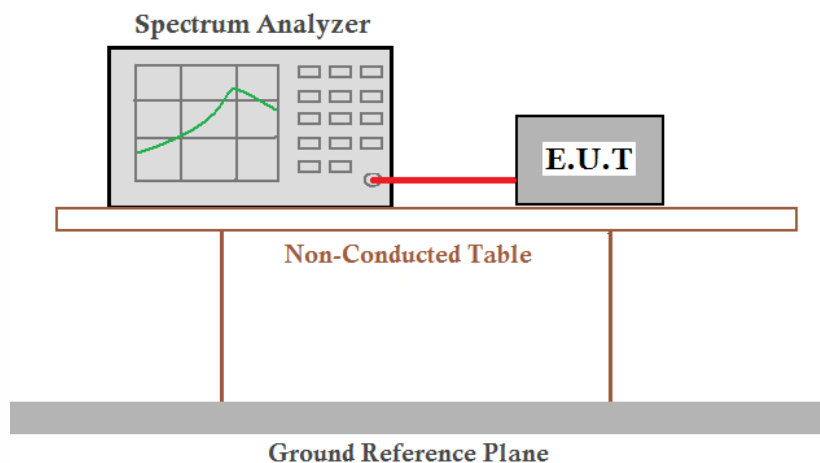 Spectrum Analyzer
E.U.T
Non-Conducted Table
Ground Reference Plane